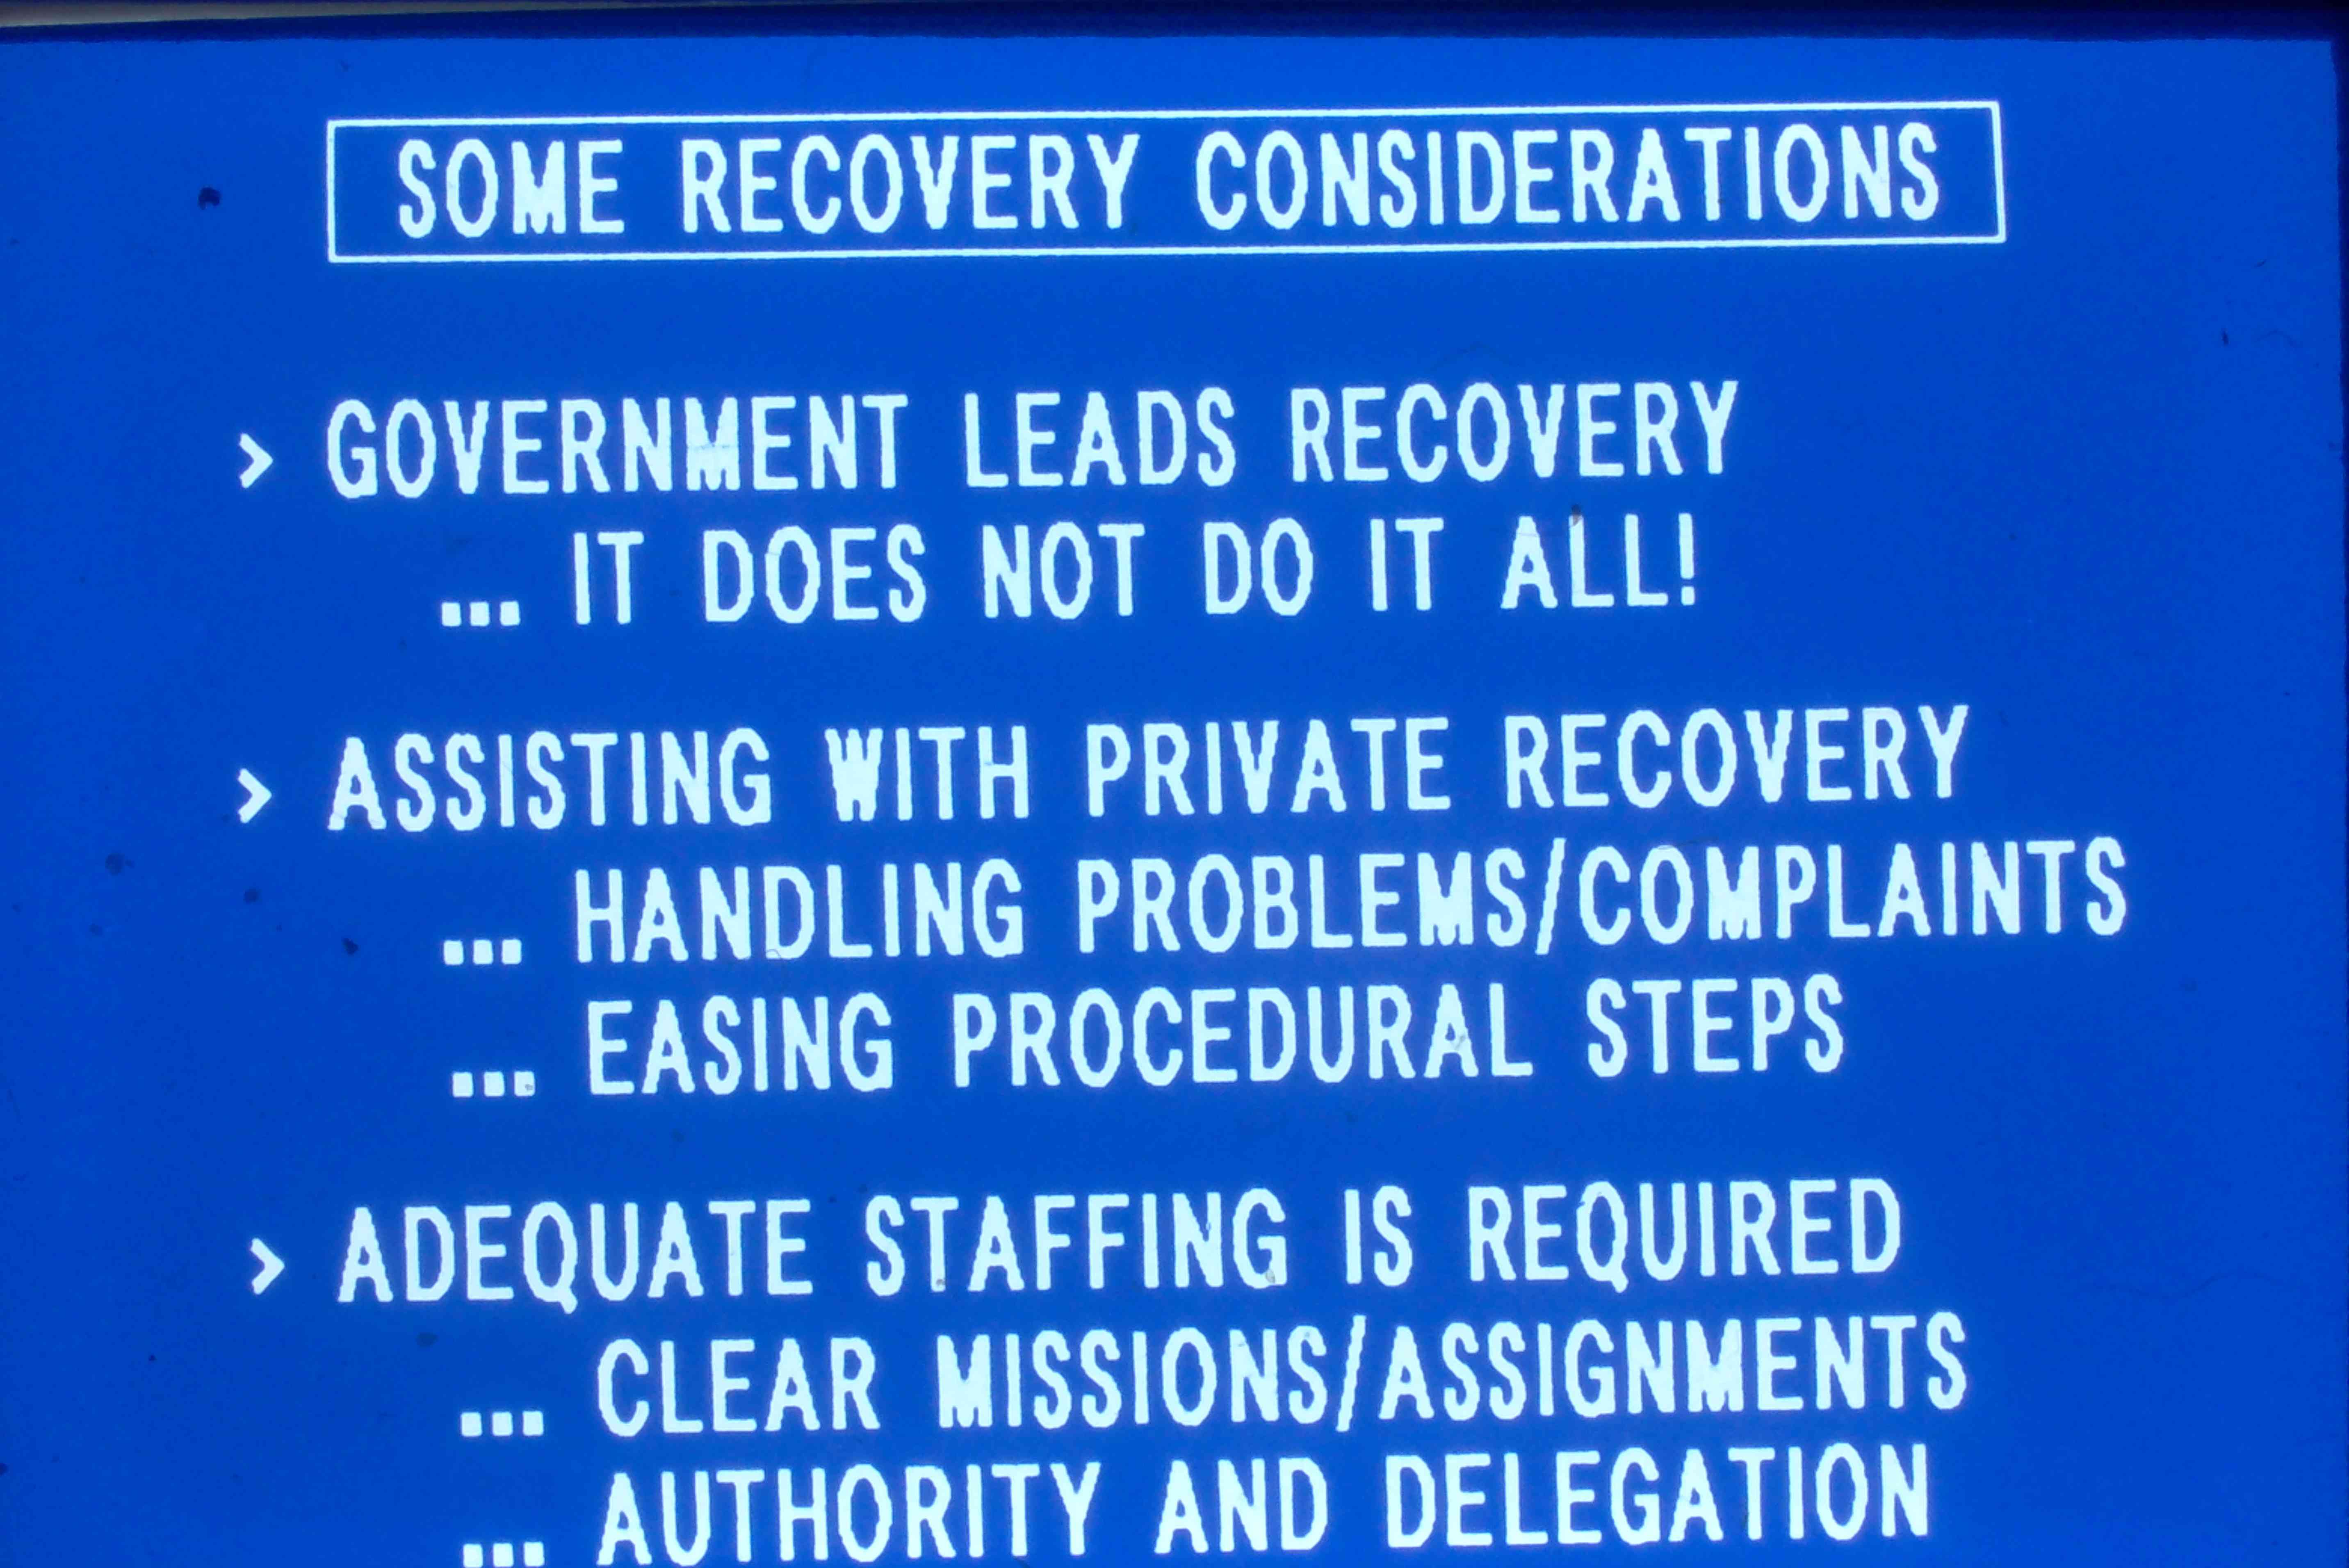 SOME RECOVERY CONSIDERATIONS
> GOVERNMENT LEADS RECOVERY
... IT DOES NOT DO IT ALL!
> ASSISTING WITH PRIVATE RECOVERY
... HANDLING PROBLEMS/COMPLAINTS
... EASING PROCEDURAL STEPS
> ADEQUATE STAFFING IS REQUIRED
... CLEAR MISSIONS/ASSIGNMENTS
... AUTHORITY AND DELEGATION